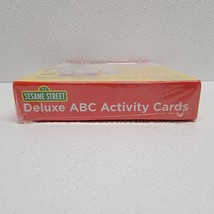 SESAME STREET
Deluxe ABC Activity Cards